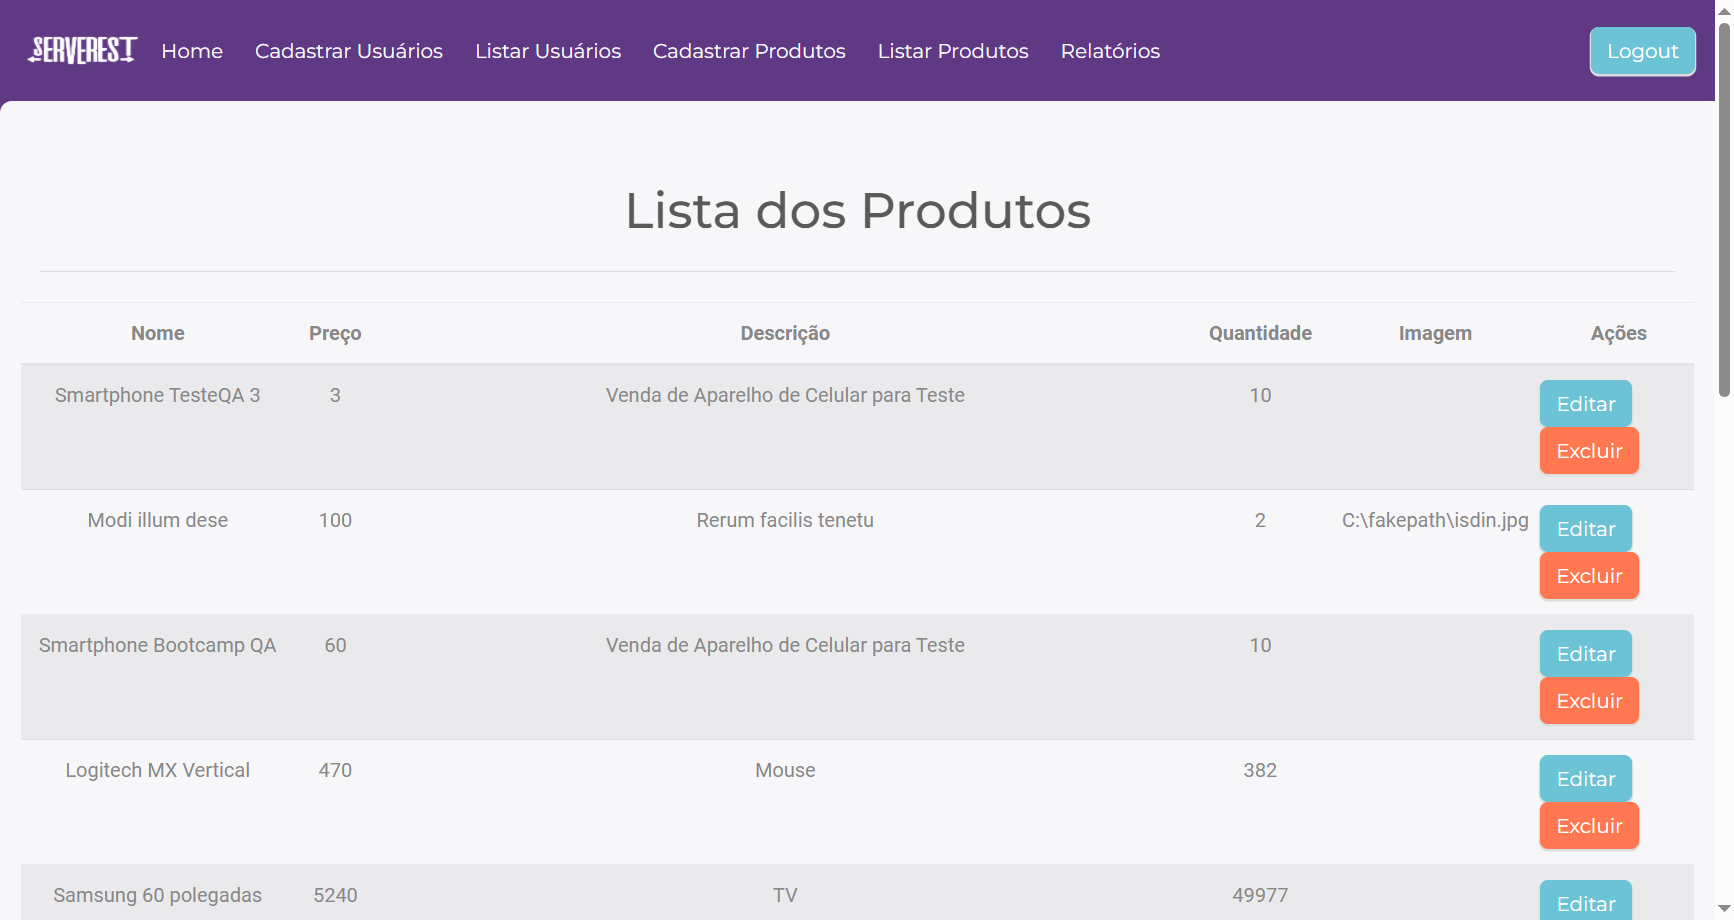 SERVEREST Home Cadastrar Usuários Listar Usuários Cadastrar Produtos Listar Produtos Relatórios Logout
Lista dos Produtos
Nome Preço Descrição Quantidade Imagem Ações
Smartphone TesteQA 3 3 Venda de Aparelho de Celular para Teste 10 Editar
Excluir
Modi illum dese 100 Rerum facilis tenetu 2 C:\fakepath\isdin.jpg Editar
Excluir
Smartphone Bootcamp QA 60 Venda de Aparelho de Celular para Teste 10 Editar
Excluir
Logitech MX Vertical 470 Mouse 382 Editar
Excluir
Samsung 60 polegadas 5240 TV 49977 Editar